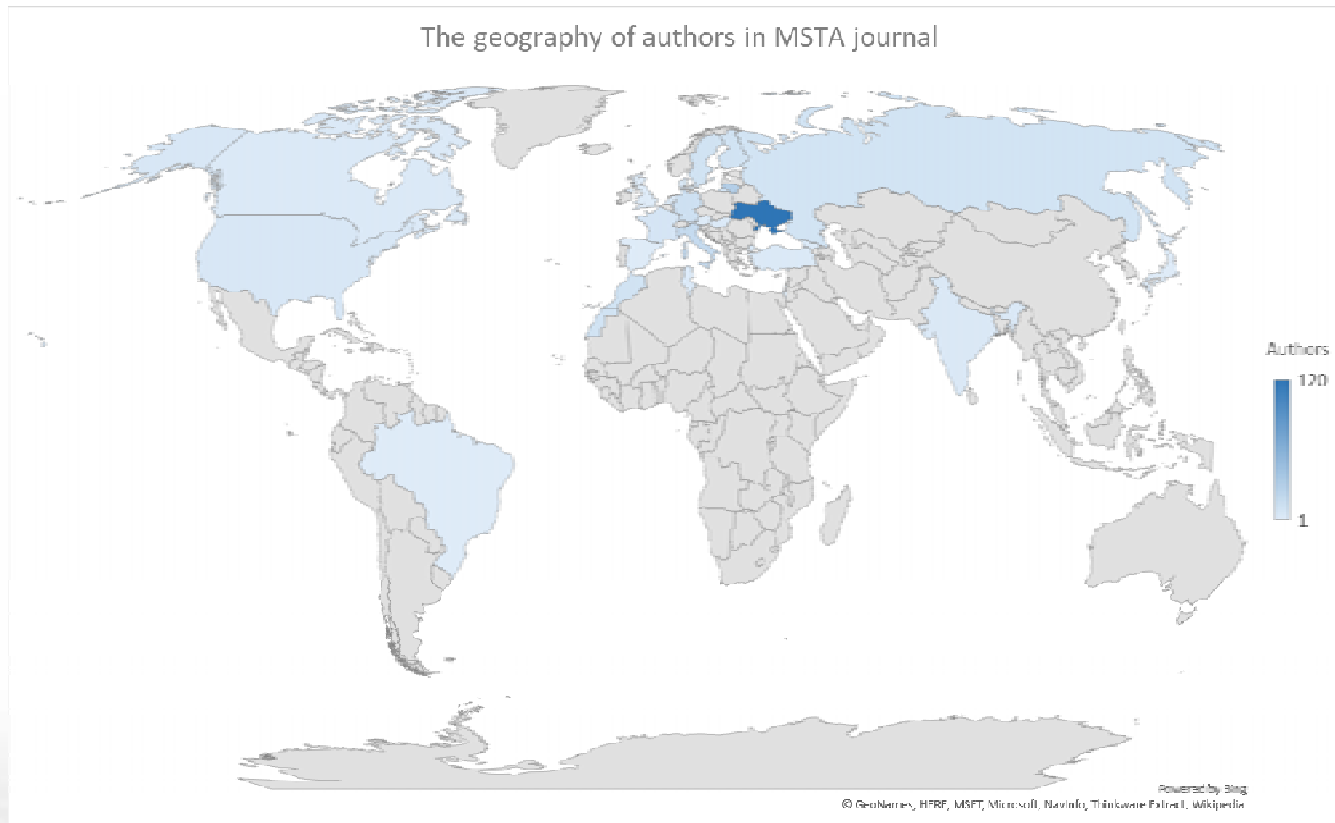 The geography of authors in MSTA journal
Authors
120
1
Powered by Bing
© GeoNames, HERE, MSFT, Microsoft, NavInfo, Thinkware Extract, Wikipedia